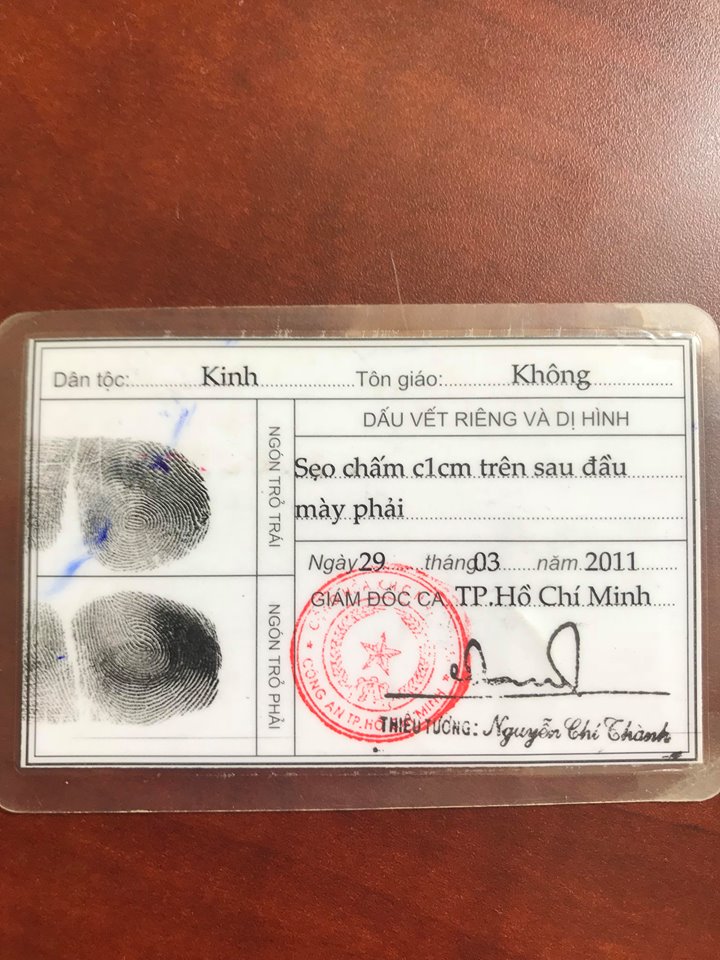 Dân tộc: Kinh Tôn giáo: Không
NGÓN TRỎ TRÁI
NGÓN TRỎ PHẢI
DẤU VẾT RIÊNG VÀ DỊ HÌNH
Sẹo chấm c1cm trên sau đầu
mày phải
Ngày 29 tháng 03 năm 2011
GIÁM ĐỐC CA TP.Hồ Chí Minh
CÔNG AN TP.HỒ CHÍ MINH
THIẾU TƯỚNG: Nguyễn Chí Thành